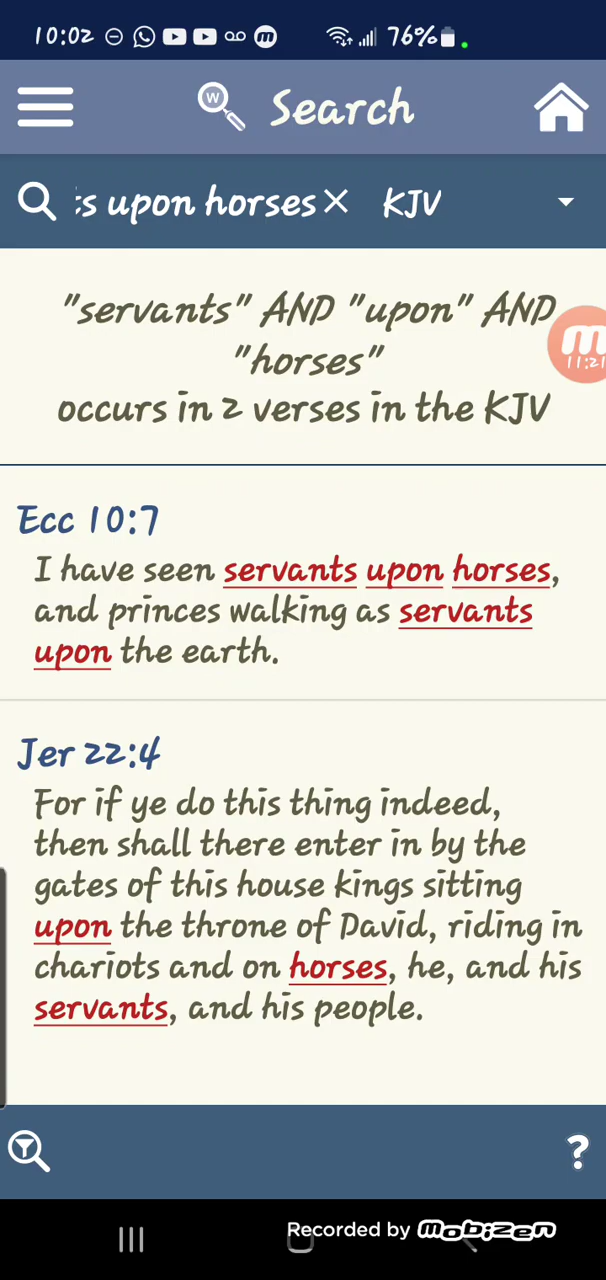 10:02 76%
W Search
s upon horses× KJV
"servants" AND "upon" AND
"horses"
11:21
occurs in 2 verses in the KJV
Ecc 10:7
I have seen servants upon horses,
and princes walking as servants
upon the earth.
Jer 22:4
For if ye do this thing indeed,
then shall there enter in by the
gates of this house kings sitting
upon the throne of David, riding in
chariots and on horses, he, and his
servants, and his people.
?
Recorded by mobizen